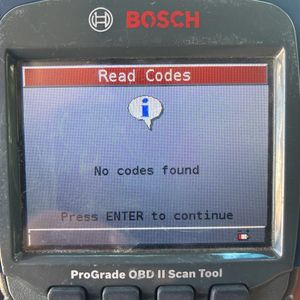 BOSCH
Read Codes
i
No codes found
Press ENTER to continue
ProGrade OBD II Scan Tool